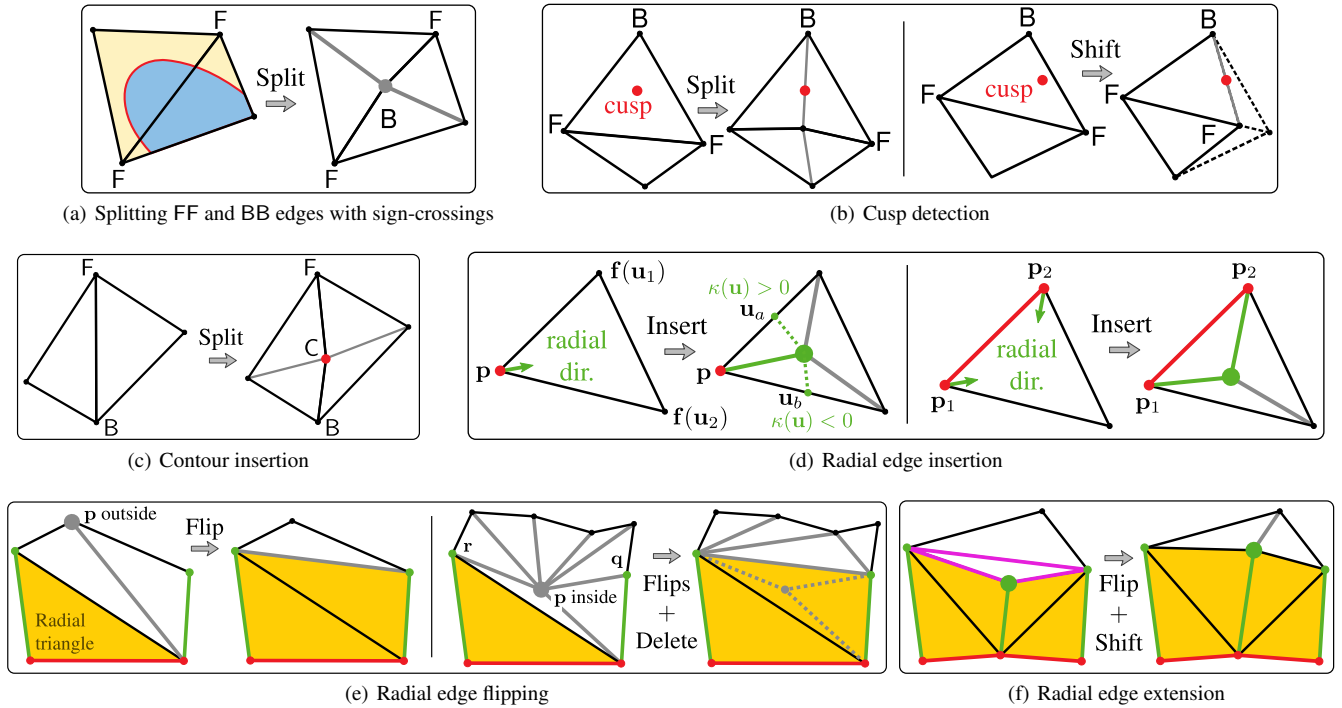 F
F
Split
B
F
F
(a) Splitting FF and BB edges with sign-crossings
B
cusp
F
F
Split
B
F
B
cusp
F
F
Shift
B
F
F
(b) Cusp detection
F
B
Split
F
C
B
(c) Contour insertion
f(u₁)
radial
dir.
p
f(u₂)
Insert
κ(u) > 0
uₐ
p
u_b
κ(u) < 0
p₂
radial
dir.
p₁
Insert
p₂
p₁
(d) Radial edge insertion
p outside
Radial
triangle
Flip
r
q
p inside
Flips
+
Delete
(e) Radial edge flipping
Flip
+
Shift
(f) Radial edge extension